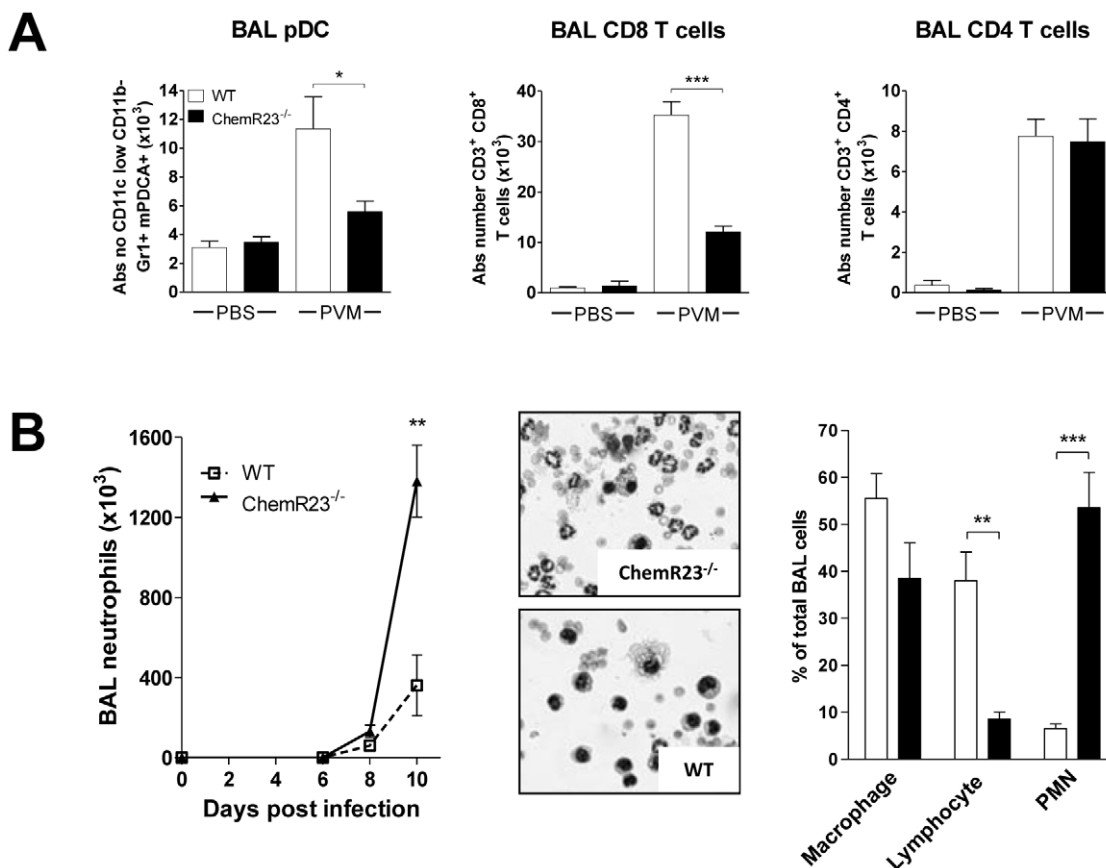 A
BAL pDC
Abs no CD11c low CD11b-
Gr1+ mPDCA+ (x10³)
14
12
10
8
6
4
2
0
WT
ChemR23-/-
*
PBS
PVM
BAL CD8 T cells
Abs number CD3+ CD8+
T cells (x10³)
40
30
20
10
0
***
PBS
PVM
BAL CD4 T cells
Abs number CD3+ CD4+
T cells (x10³)
10
8
6
4
2
0
PBS
PVM
B
BAL neutrophils (x10³)
1600
1200
800
400
0
WT
ChemR23-/-
**
0 2 4 6 8 10
Days post infection
ChemR23-/-
WT
% of total BAL cells
70
60
50
40
30
20
10
0
**
***
Macrophage
Lymphocyte
PMN